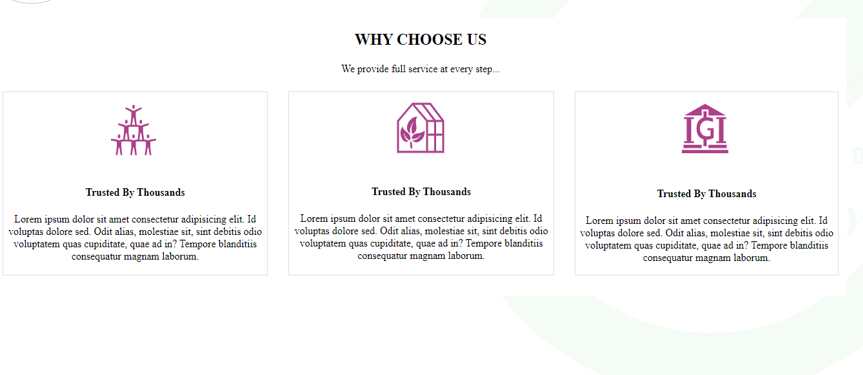 WHY CHOOSE US
We provide full service at every step...
Trusted By Thousands
Lorem ipsum dolor sit amet consectetur adipisicing elit. Id
voluptas dolore sed. Odit alias, molestiae sit, sint debitis odio
voluptatem quas cupiditate, quae ad in? Tempore blanditiis
consequatur magnam laborum.
Trusted By Thousands
Lorem ipsum dolor sit amet consectetur adipisicing elit. Id
voluptas dolore sed. Odit alias, molestiae sit, sint debitis odio
voluptatem quas cupiditate, quae ad in? Tempore blanditiis
consequatur magnam laborum.
IGI
Trusted By Thousands
Lorem ipsum dolor sit amet consectetur adipisicing elit. Id
voluptas dolore sed. Odit alias, molestiae sit, sint debitis odio
voluptatem quas cupiditate, quae ad in? Tempore blanditiis
consequatur magnam laborum.